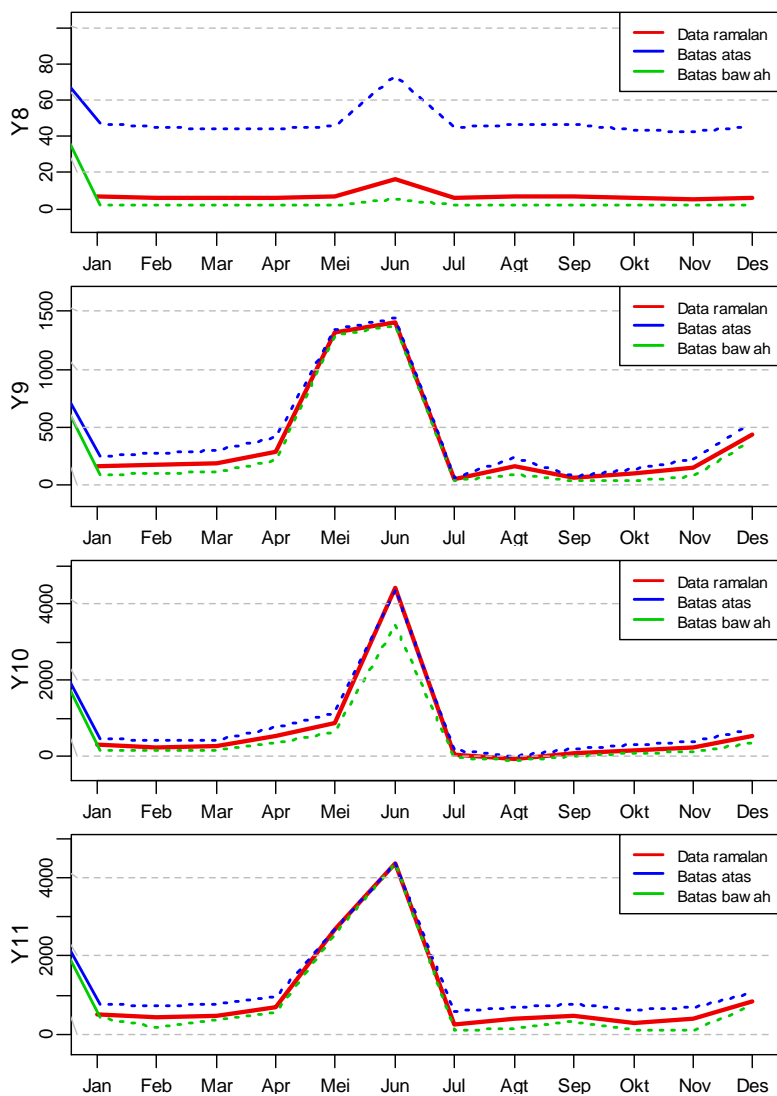 Y8
80
60
40
20
0
Data ramalan
Batas atas
Batas bawah
Jan Feb Mar Apr Mei Jun Jul Agt Sep Okt Nov Des
Y9
1500
1000
500
0
Data ramalan
Batas atas
Batas bawah
Jan Feb Mar Apr Mei Jun Jul Agt Sep Okt Nov Des
Y10
4000
2000
0
Data ramalan
Batas atas
Batas bawah
Jan Feb Mar Apr Mei Jun Jul Agt Sep Okt Nov Des
Y11
4000
2000
0
Data ramalan
Batas atas
Batas bawah
Jan Feb Mar Apr Mei Jun Jul Agt Sep Okt Nov Des